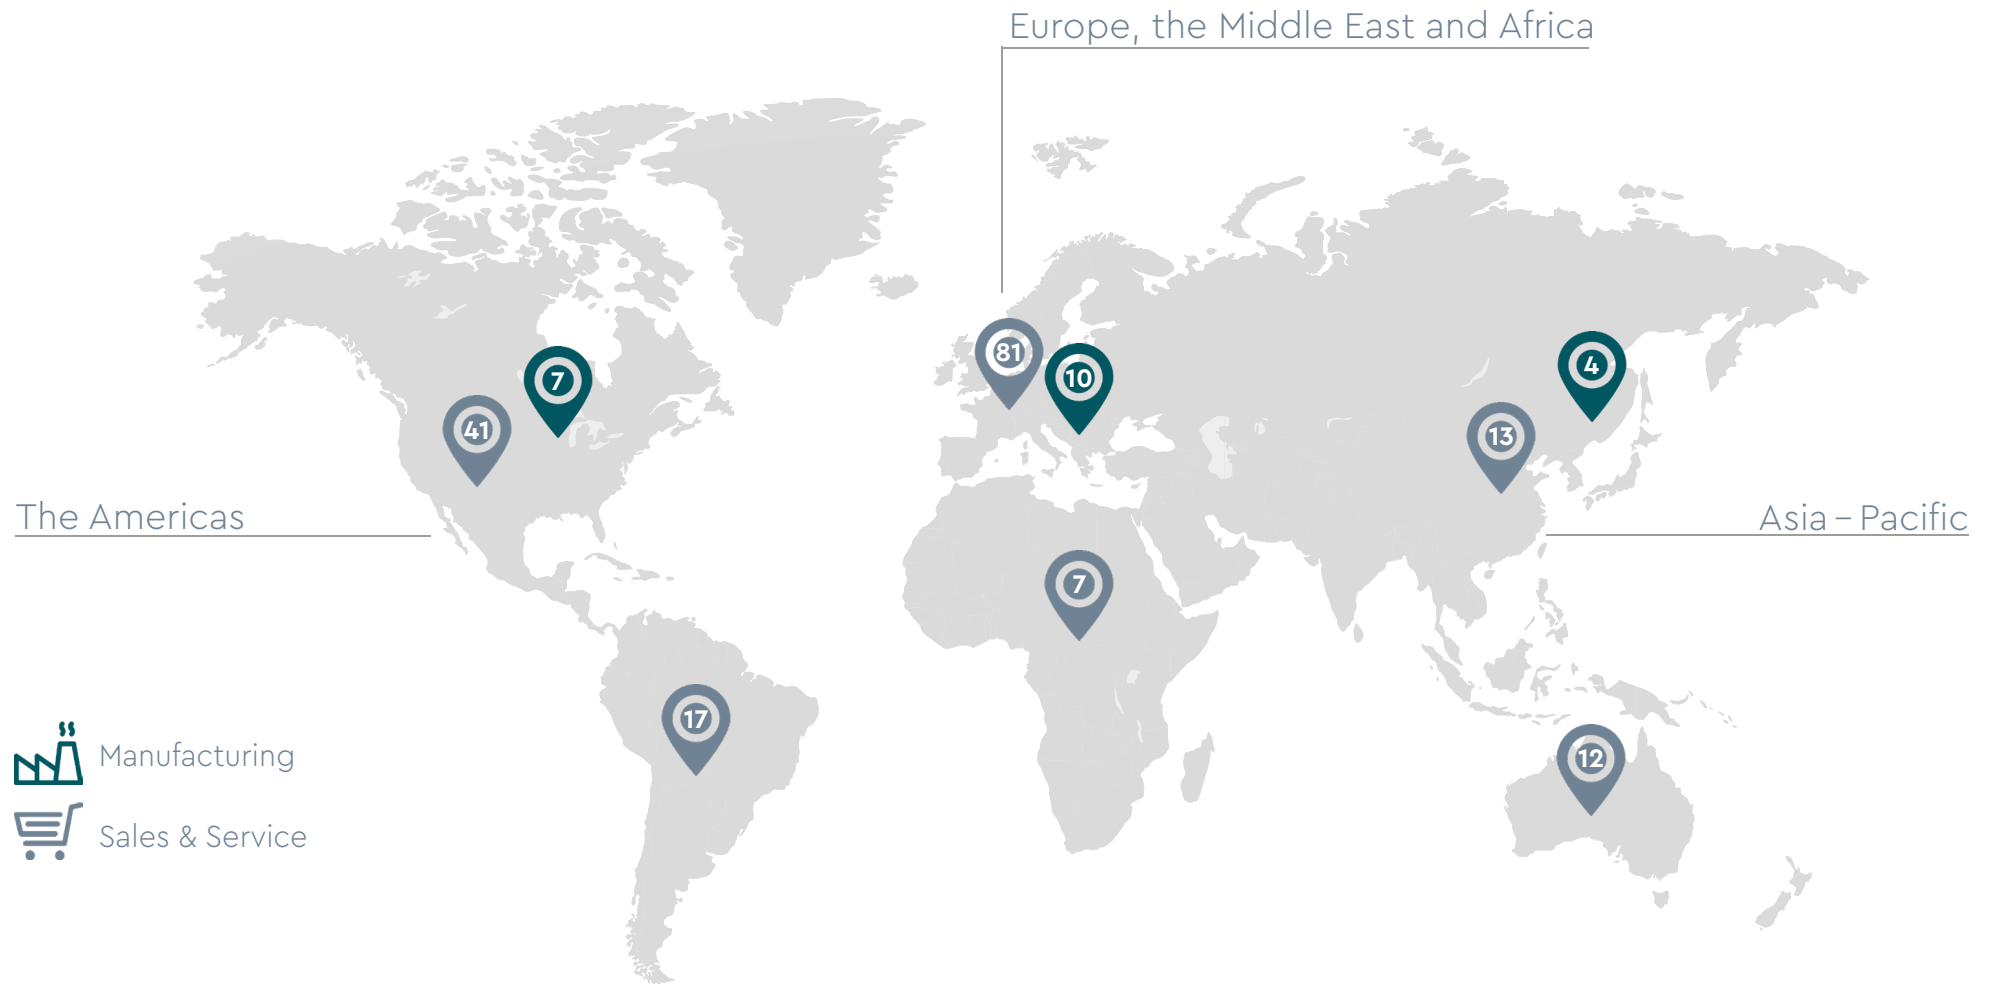 Europe, the Middle East and Africa
81
4
10
7
41
13
The Americas
Asia – Pacific
7
17
12
Manufacturing
Sales & Service